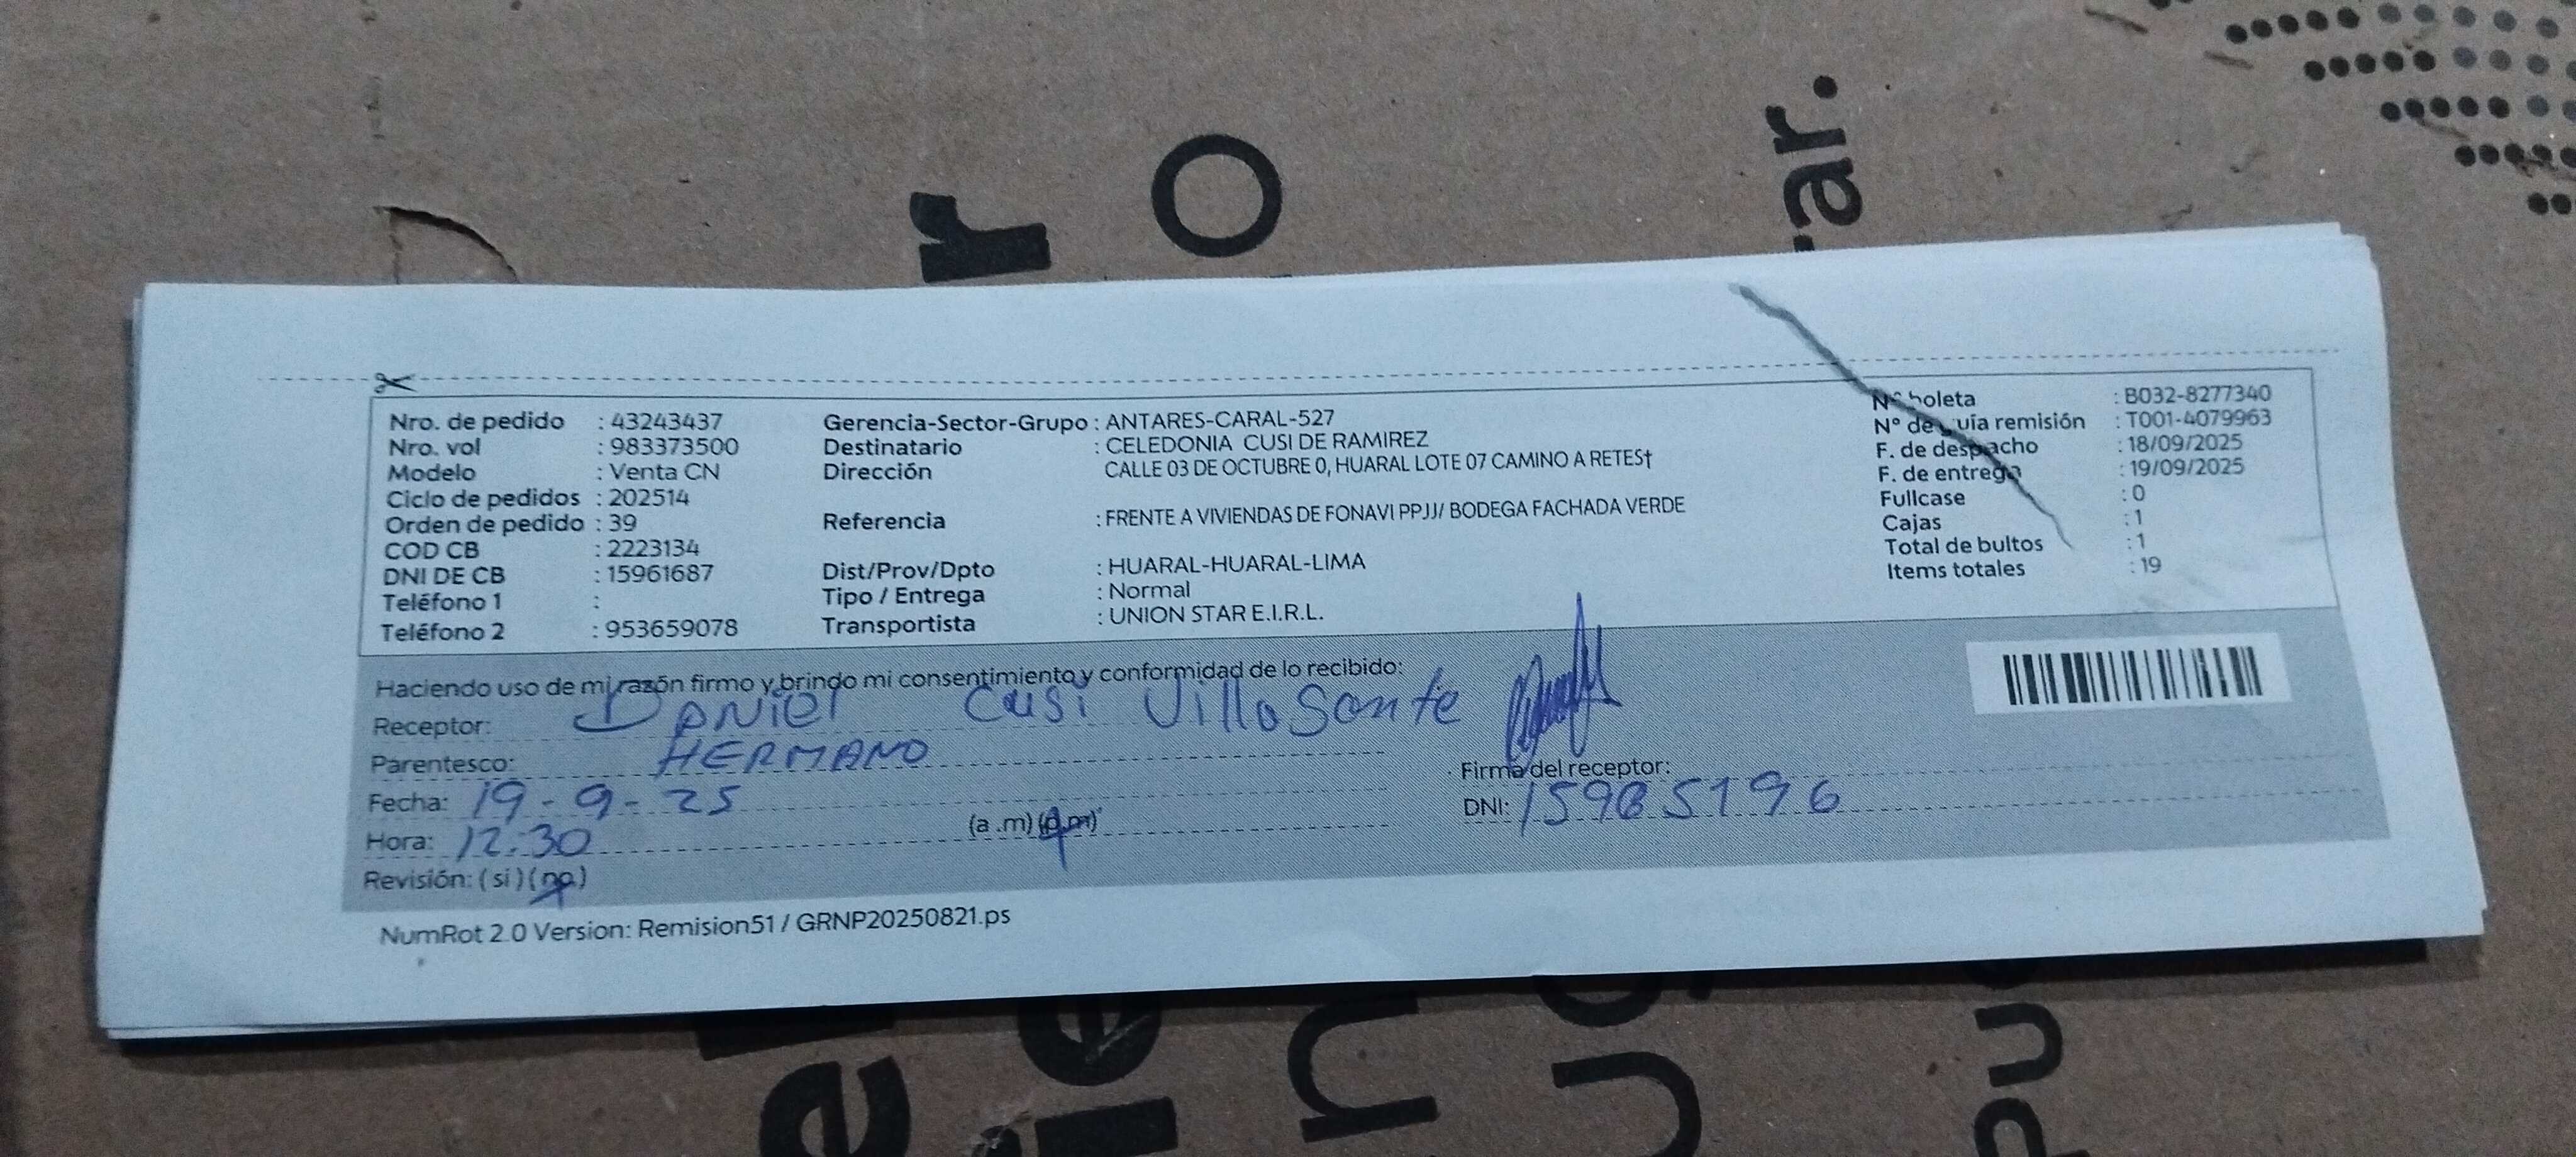 r
o
rar.
Nro. de pedido : 43243437
Nro. vol : 983373500
Modelo : Venta CN
Ciclo de pedidos : 202514
Orden de pedido : 39
COD CB : 2223134
DNI DE CB : 15961687
Teléfono 1 :
Teléfono 2 : 953659078
Gerencia-Sector-Grupo : ANTARES-CARAL-527
Destinatario : CELEDONIA CUSI DE RAMIREZ
Dirección CALLE 03 DE OCTUBRE 0, HUARAL LOTE 07 CAMINO A RETES†
Referencia : FRENTE A VIVIENDAS DE FONAVI PPJJ/ BODEGA FACHADA VERDE
Dist/Prov/Dpto : HUARAL-HUARAL-LIMA
Tipo / Entrega : Normal
Transportista : UNION STAR E.I.R.L.
N° boleta : B032-8277340
N° de guía remisión : T001-4079963
F. de despacho : 18/09/2025
F. de entrega : 19/09/2025
Fullcase : 0
Cajas : 1
Total de bultos : 1
Items totales : 19
Haciendo uso de mi razón firmo y brindo mi consentimiento y conformidad de lo recibido:
Receptor: DANiel Cusi Villosante
Parentesco: HERMANO
Fecha: 19-9-25
Hora: 12:30 (a .m) (p.m)
Revisión: (si) (no)
Firma del receptor:
DNI: 15985196
NumRot 2.0 Version: Remision51 / GRNP20250821.ps